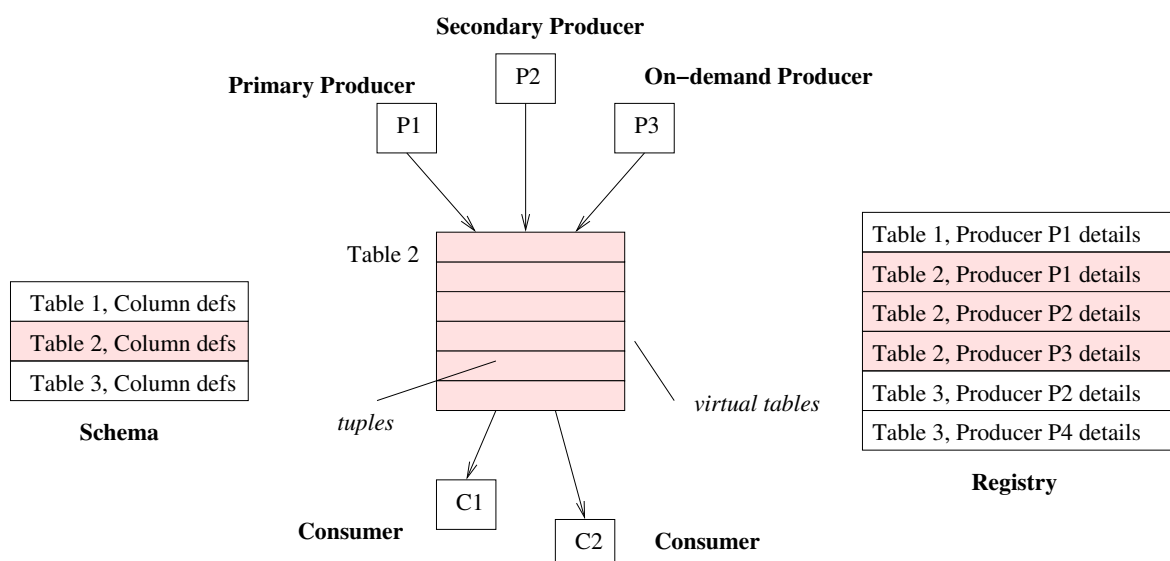 Secondary Producer
P2
On−demand Producer
Primary Producer
P1
P3
Table 2
Table 1, Column defs
Table 2, Column defs
Table 3, Column defs
Schema
tuples
virtual tables
Table 1, Producer P1 details
Table 2, Producer P1 details
Table 2, Producer P2 details
Table 2, Producer P3 details
Table 3, Producer P2 details
Table 3, Producer P4 details
Registry
C1
Consumer
C2
Consumer